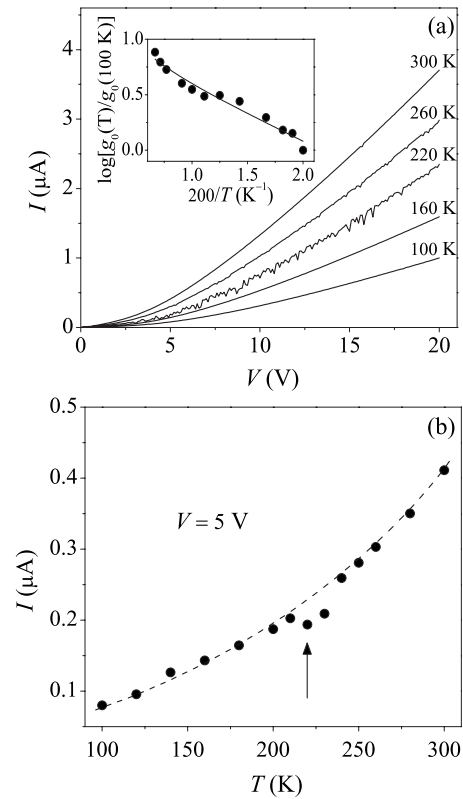 (a)
log[g₀(T)/g₀(100 K)]
1.0
0.5
0.0
1.0
1.5
2.0
200/T (K⁻¹)
300 K
260 K
220 K
160 K
100 K
I (μA)
4
3
2
1
0
0
5
10
15
20
V (V)
(b)
V = 5 V
I (μA)
0.5
0.4
0.3
0.2
0.1
100
150
200
250
300
T (K)